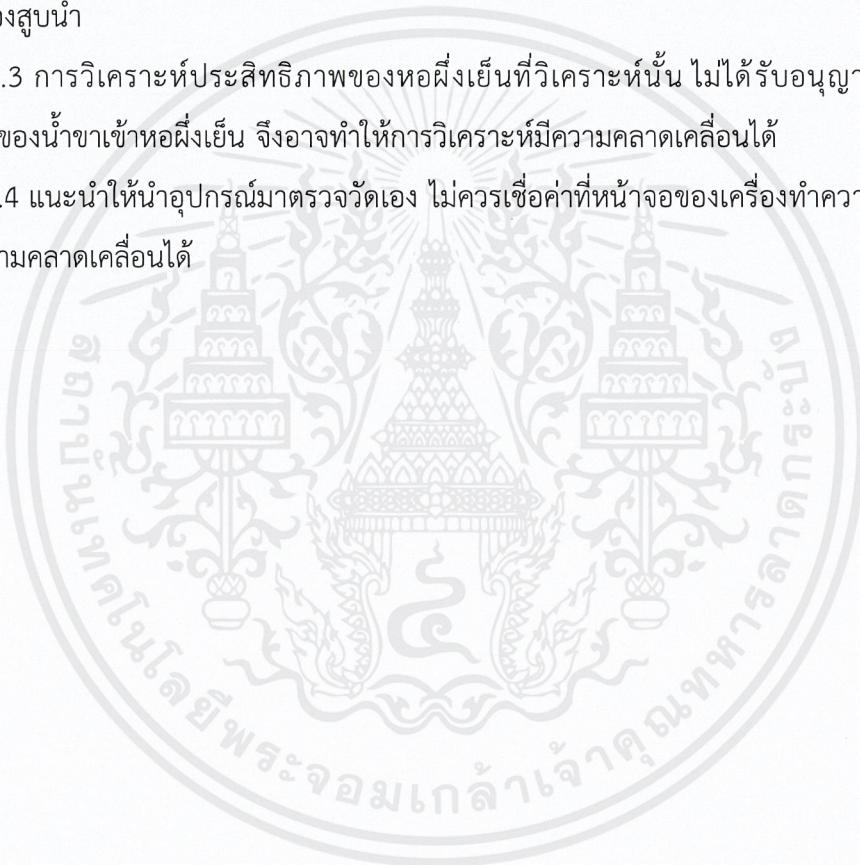 องสูบน้ำ
.3 การวิเคราะห์ประสิทธิภาพของหอผึ่งเย็นที่วิเคราะห์นั้น ไม่ได้รับอนุญา
ของน้ำขาเข้าหอผึ่งเย็น จึงอาจทำให้การวิเคราะห์มีความคลาดเคลื่อนได้
.4 แนะนำให้นำอุปกรณ์มาตรวจวัดเอง ไม่ควรเชื่อค่าที่หน้าจอของเครื่องทำควา
ามคลาดเคลื่อนได้
สถาบันเทคโนโลยีพระจอมเกล้าเจ้าคุณทหารลาดกระบัง